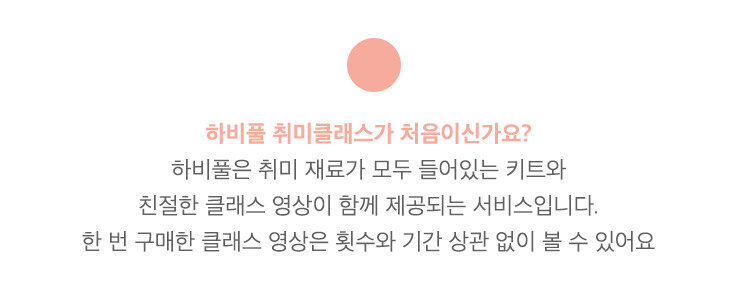 하비풀 취미클래스가 처음이신가요?
하비풀은 취미 재료가 모두 들어있는 키트와
친절한 클래스 영상이 함께 제공되는 서비스입니다.
한 번 구매한 클래스 영상은 횟수와 기간 상관 없이 볼 수 있어요